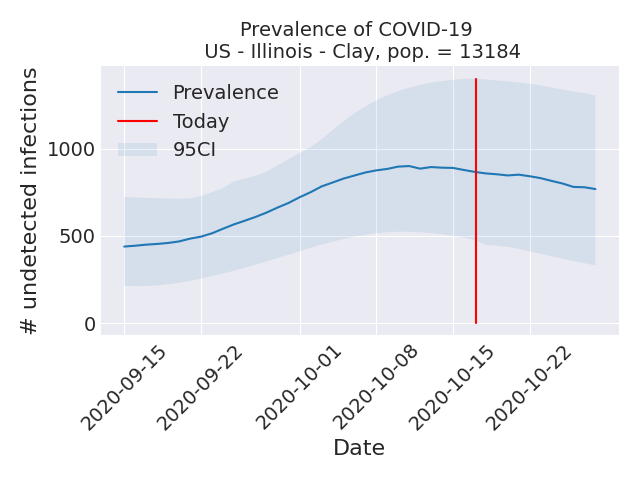 Prevalence of COVID-19
US - Illinois - Clay, pop. = 13184
Prevalence
Today
95CI
# undetected infections
1000
500
0
2020-09-15
2020-09-22
2020-10-01
2020-10-08
2020-10-15
2020-10-22
Date